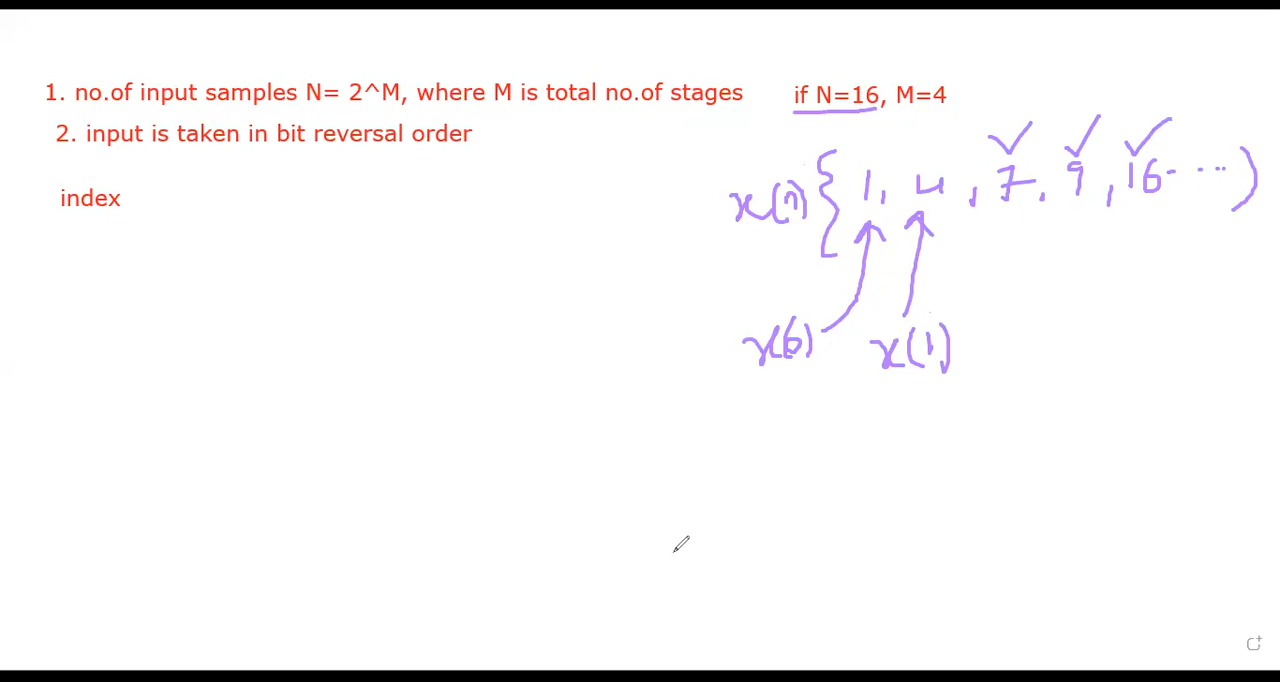 1. no.of input samples N= 2^M, where M is total no.of stages if N=16, M=4
2. input is taken in bit reversal order
index
x(n) { 1, 4, 7, 9, 16- ... )
x(0) x(1)